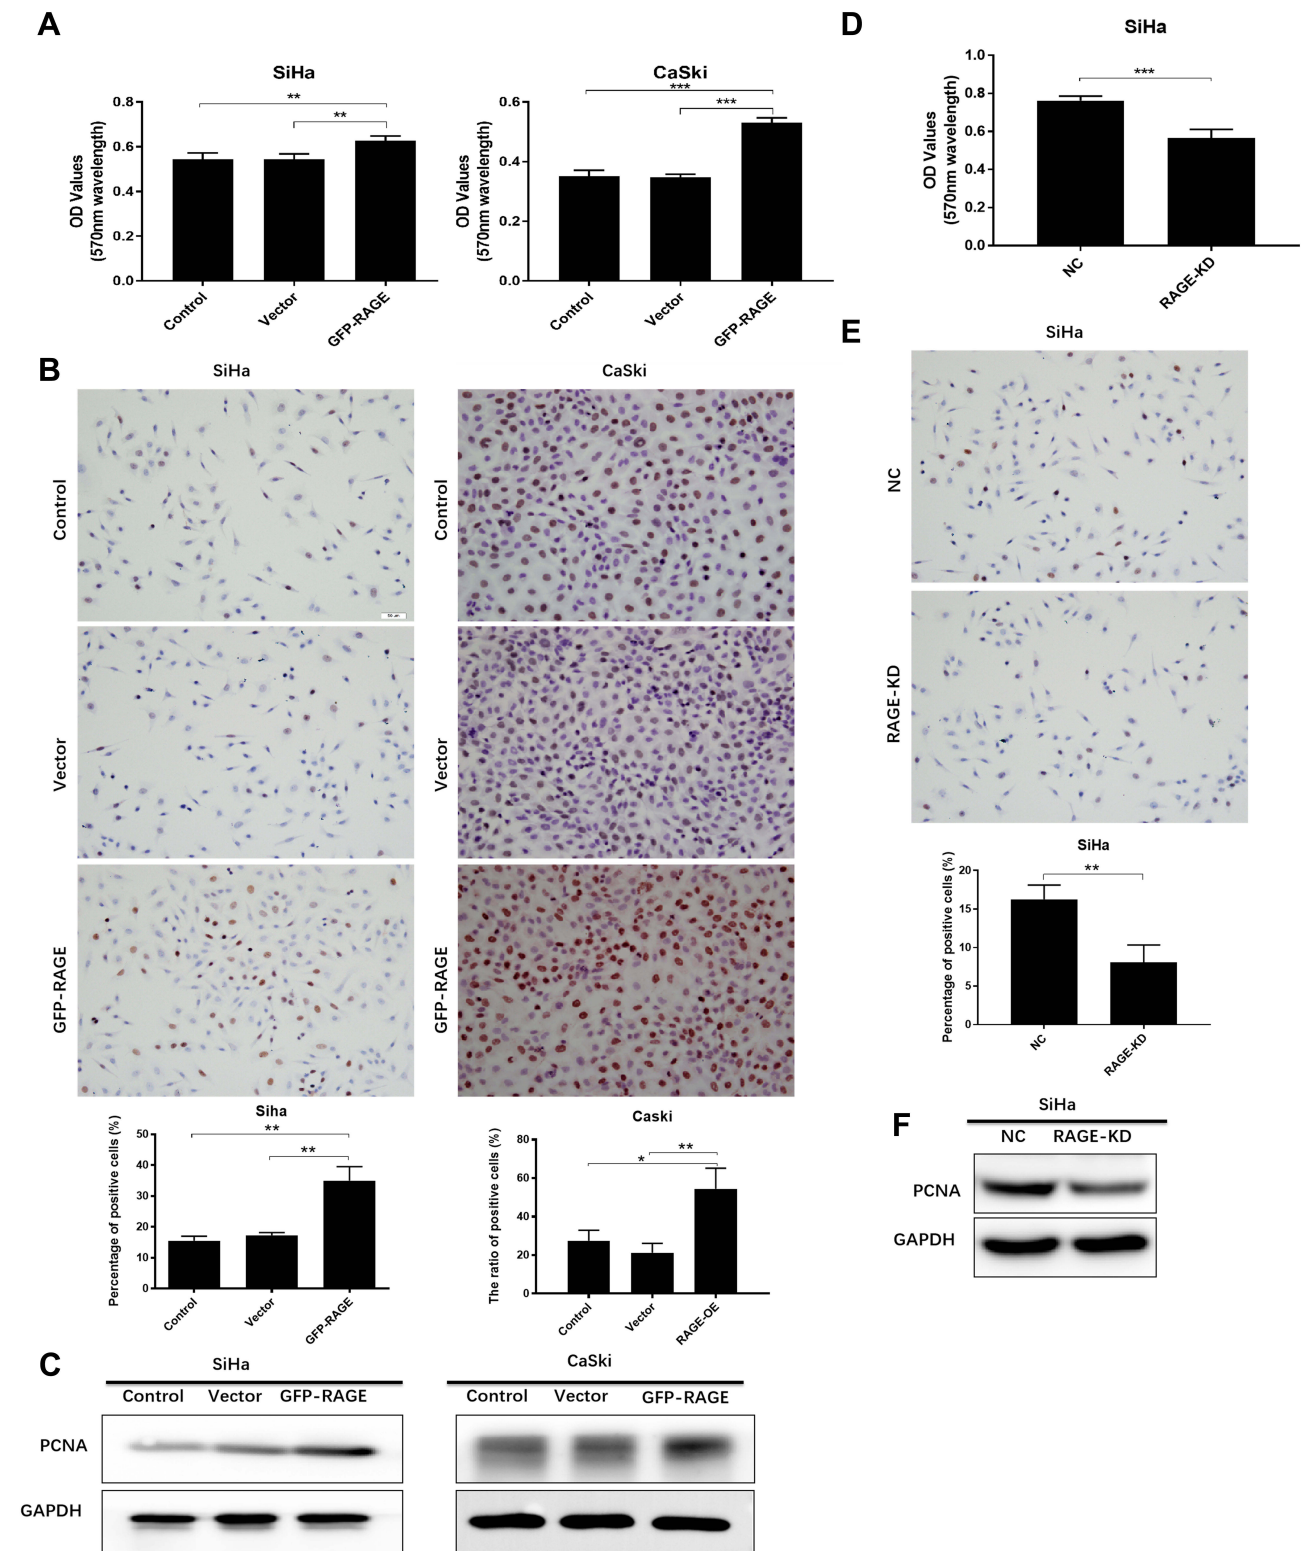 A
SiHa
**
**
0.8
0.6
0.4
0.2
0.0
OD Values
(570nm wavelength)
Control
Vector
GFP-RAGE
CaSki
***
***
0.6
0.4
0.2
0.0
OD Values
(570nm wavelength)
Control
Vector
GFP-RAGE
D
SiHa
***
1.0
0.8
0.6
0.4
0.2
0.0
OD Values
(570nm wavelength)
NC
RAGE-KD
B
SiHa
CaSki
Control
Control
50 μm
Vector
Vector
GFP-RAGE
GFP-RAGE
Siha
**
**
50
40
30
20
10
0
Percentage of positive cells (%)
Control
Vector
GFP-RAGE
Caski
**
*
80
60
40
20
0
The ratio of positive cells (%)
Control
Vector
RAGE-OE
E
SiHa
NC
RAGE-KD
SiHa
**
20
15
10
5
0
Percentage of positive cells (%)
NC
RAGE-KD
C
SiHa
Control Vector GFP-RAGE
PCNA
GAPDH
CaSki
Control Vector GFP-RAGE
F
SiHa
NC RAGE-KD
PCNA
GAPDH